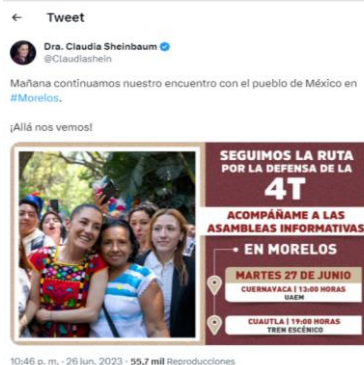 ← Tweet
Dra. Claudia Sheinbaum
@Claudiashein
Mañana continuamos nuestro encuentro con el pueblo de México en
#Morelos.
¡Allá nos vemos!
SEGUIMOS LA RUTA
POR LA DEFENSA DE LA
4T
ACOMPÁÑAME A LAS
ASAMBLEAS INFORMATIVAS
• EN MORELOS
MARTES 27 DE JUNIO
CUERNAVACA | 13:00 HORAS
UAEM
CUAUTLA | 19:00 HORAS
TREN ESCÉNICO
10:46 p. m. · 26 jun. 2023 · 55,7 mil Reproducciones